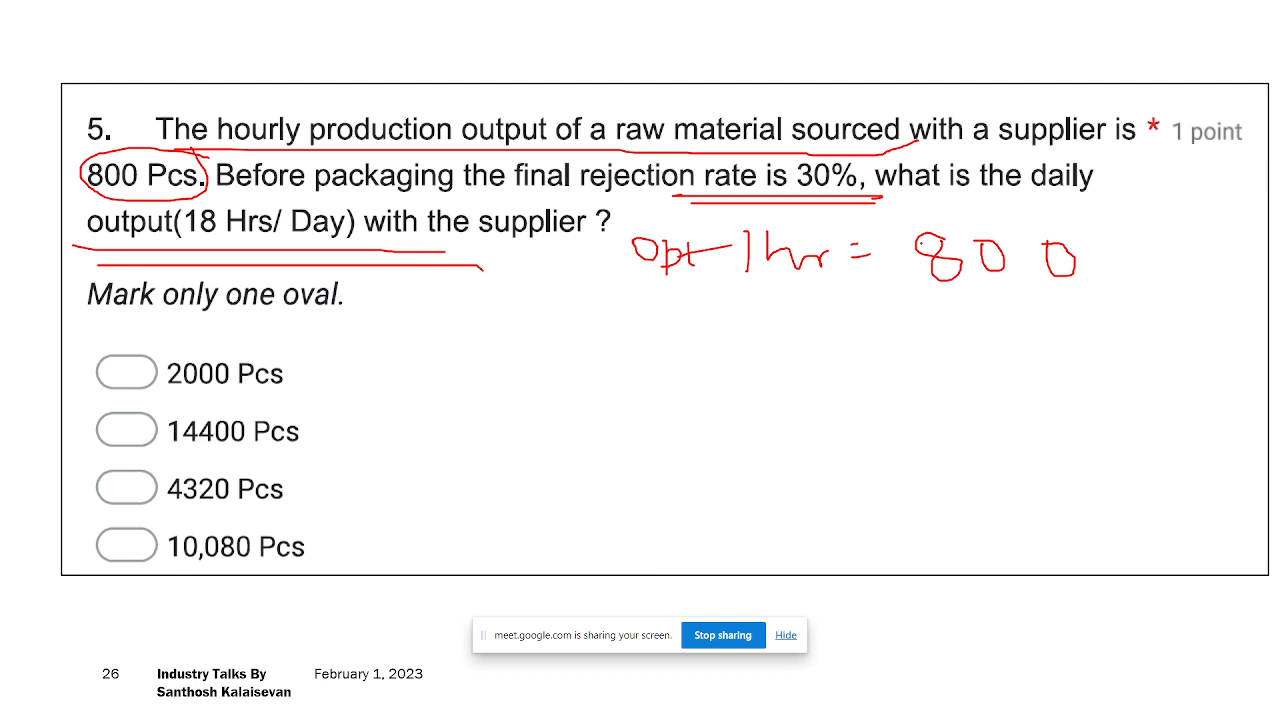 5. The hourly production output of a raw material sourced with a supplier is * 1 point
800 Pcs. Before packaging the final rejection rate is 30%, what is the daily
output(18 Hrs/ Day) with the supplier ?
opt 1 hr = 800
Mark only one oval.
2000 Pcs
14400 Pcs
4320 Pcs
10,080 Pcs
meet.google.com is sharing your screen. Stop sharing Hide
26 Industry Talks By February 1, 2023
Santhosh Kalaisevan